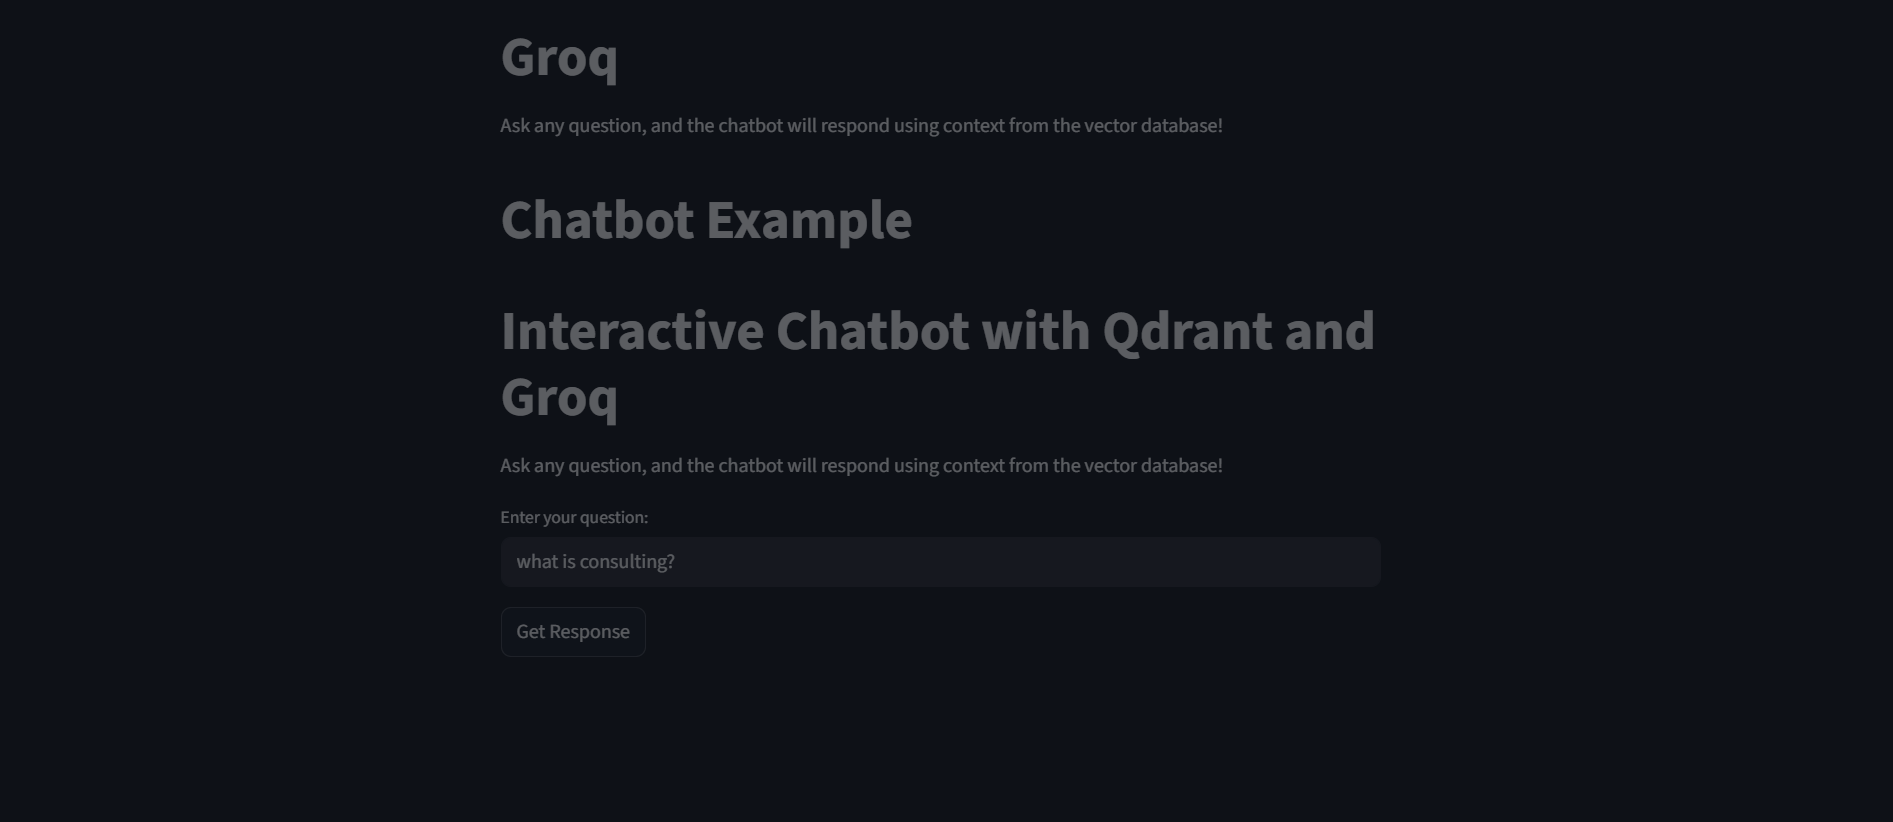 Groq
Ask any question, and the chatbot will respond using context from the vector database!
Chatbot Example
Interactive Chatbot with Qdrant and
Groq
Ask any question, and the chatbot will respond using context from the vector database!
Enter your question:
what is consulting?
Get Response